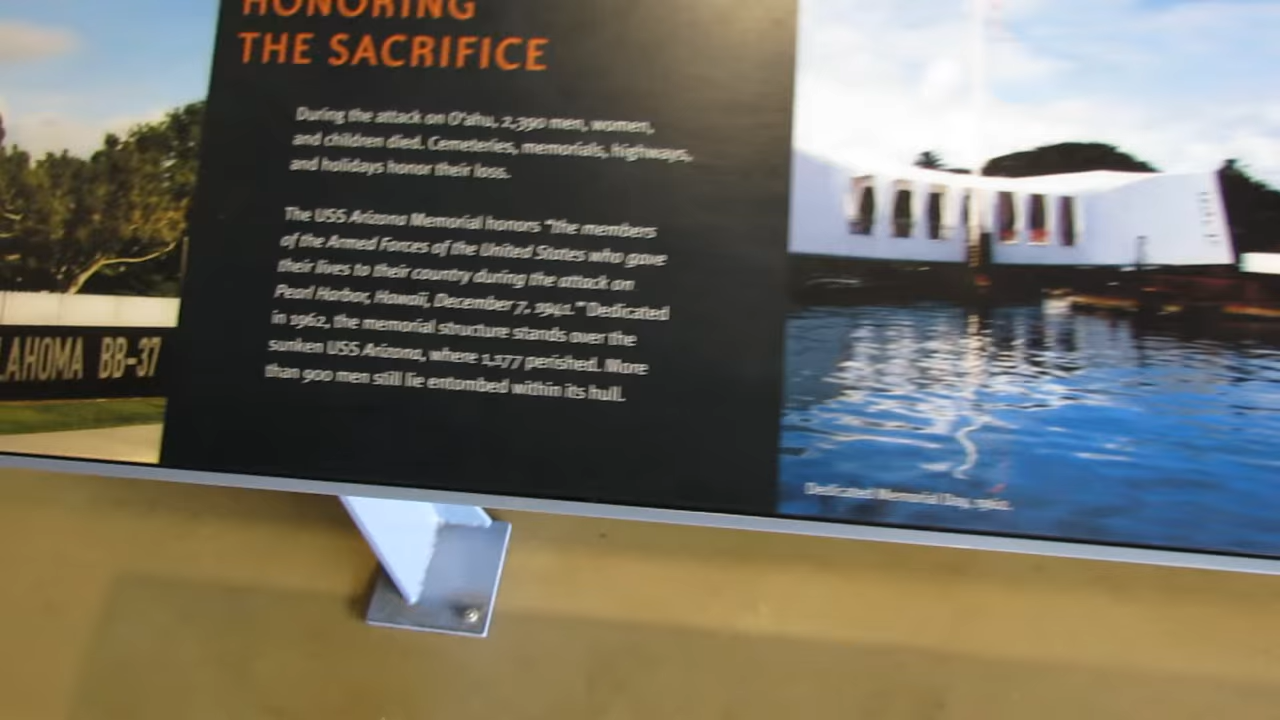 HONORING
THE SACRIFICE
During the attack on O'ahu, 2,390 men, women,
and children died. Cemeteries, memorials, highways,
and holidays honor their loss.
The USS Arizona Memorial honors "the members
of the Armed Forces of the United States who gave
their lives to their country during the attack on
Pearl Harbor, Hawaii, December 7, 1941." Dedicated
in 1962, the memorial structure stands over the
sunken USS Arizona, where 1,177 perished. More
than 900 men still lie entombed within its hull.
LAHOMA BB-37
Dedicated Memorial Day,